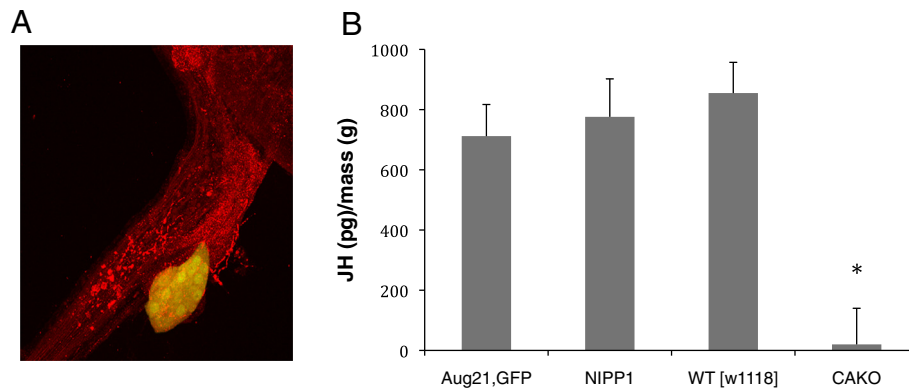 A
B
JH (pg)/mass (g)
1000
800
600
400
200
0
*
Aug21,GFP NIPP1 WT [w1118] CAKO